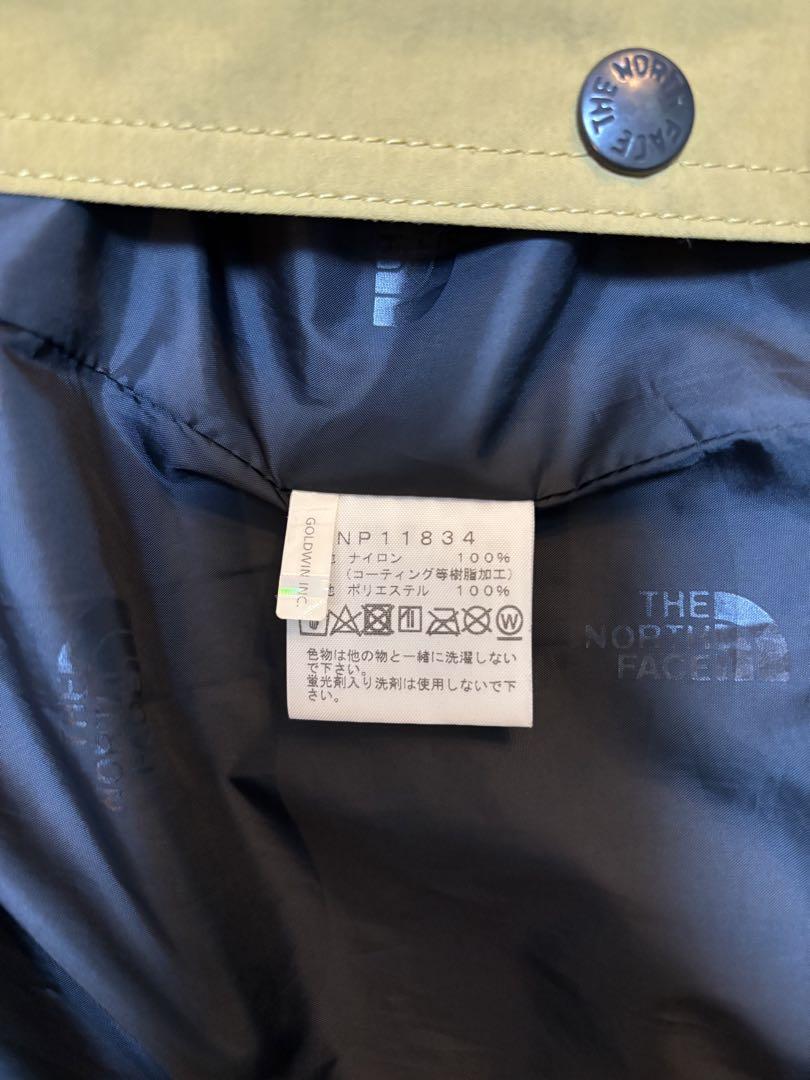 THE NORTH FACE
GOLDWIN INC.
NP11834
ナイロン 100%
(コーティング等樹脂加工)
地 ポリエステル 100%
W
色物は他の物と一緒に洗濯しない
で下さい。
蛍光剤入り洗剤は使用しないで下
さい。
THE
NORTH
FACE